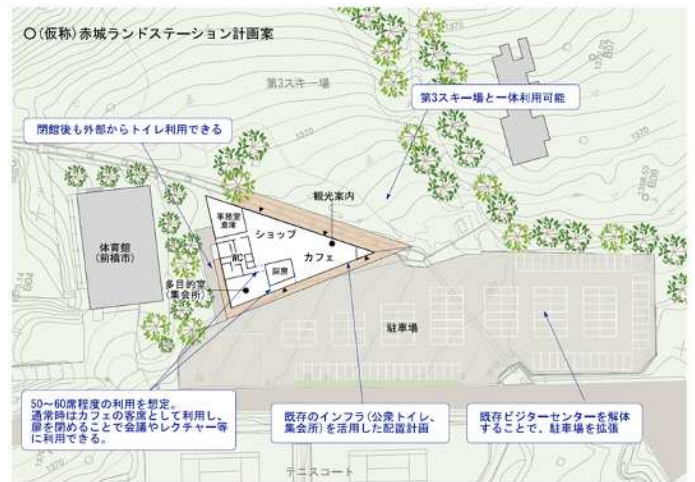 〇(仮称)赤城ランドステーション計画案
第3スキー場
第3スキー場と一体利用可能
閉館後も外部からトイレ利用できる
1370
1370
観光案内
事務室
倉庫
ショップ
体育館
(前橋市)
WC
カフェ
厨房
多目的室
(集会所)
駐車場
50〜60席程度の利用を想定。
通常時はカフェの客席として利用し、
扉を閉めることで会議やレクチャー等
に利用できる。
既存のインフラ(公衆トイレ、
集会所)を活用した配置計画
既存ビジターセンターを解体
することで、駐車場を拡張
1370
テニスコート